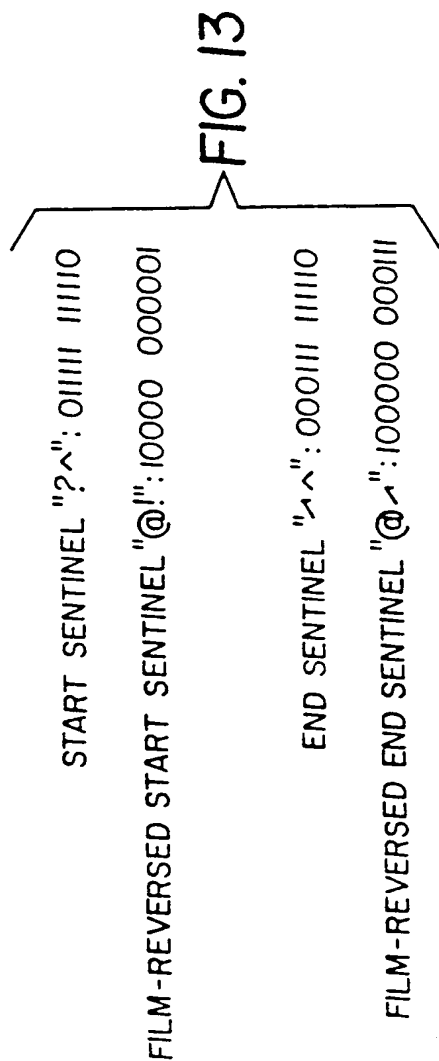 START SENTINEL "?^": 011111 111110
FILM-REVERSED START SENTINEL "@!": 10000 000001
END SENTINEL "~^": 000111 111110
FILM-REVERSED END SENTINEL "@~": 100000 000111
FIG. 13